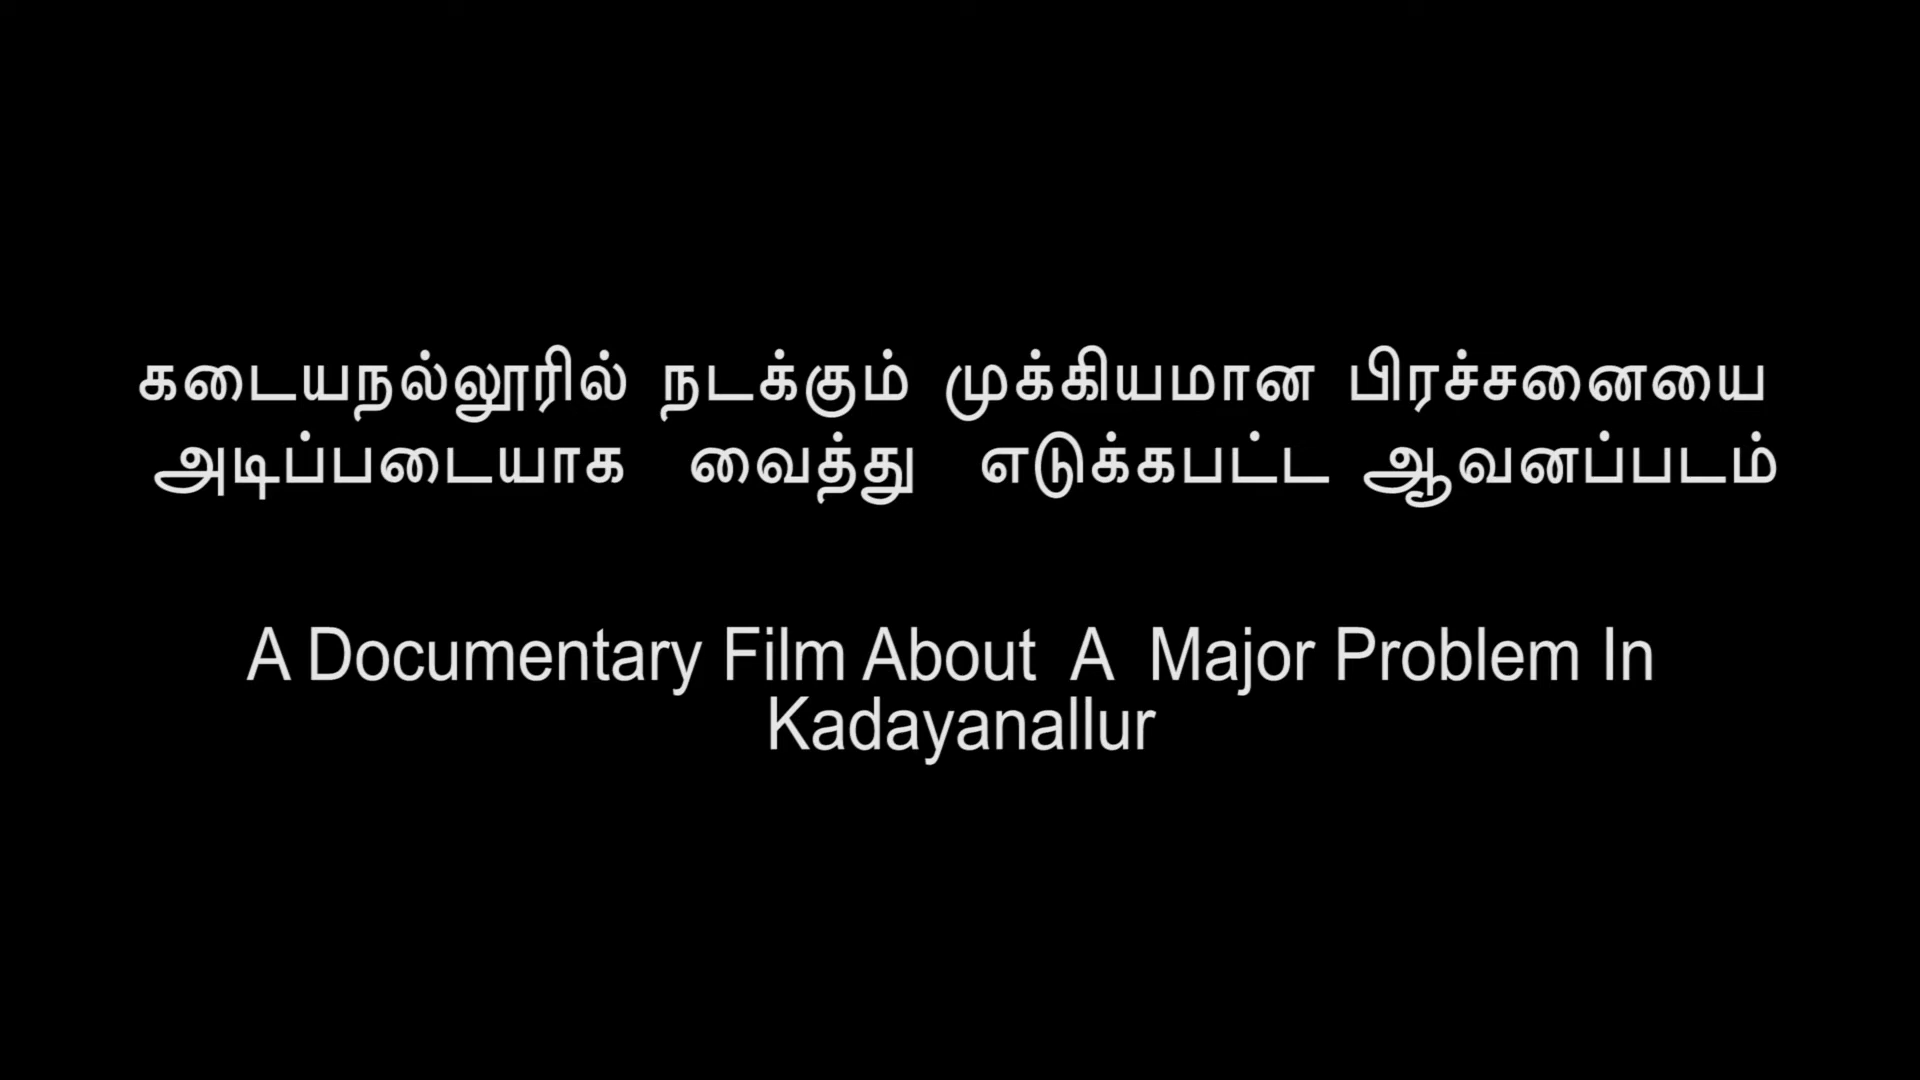 கடையநல்லூரில் நடக்கும் முக்கியமான பிரச்சனையை
அடிப்படையாக வைத்து எடுக்கபட்ட ஆவனப்படம்
A Documentary Film About A Major Problem In
Kadayanallur